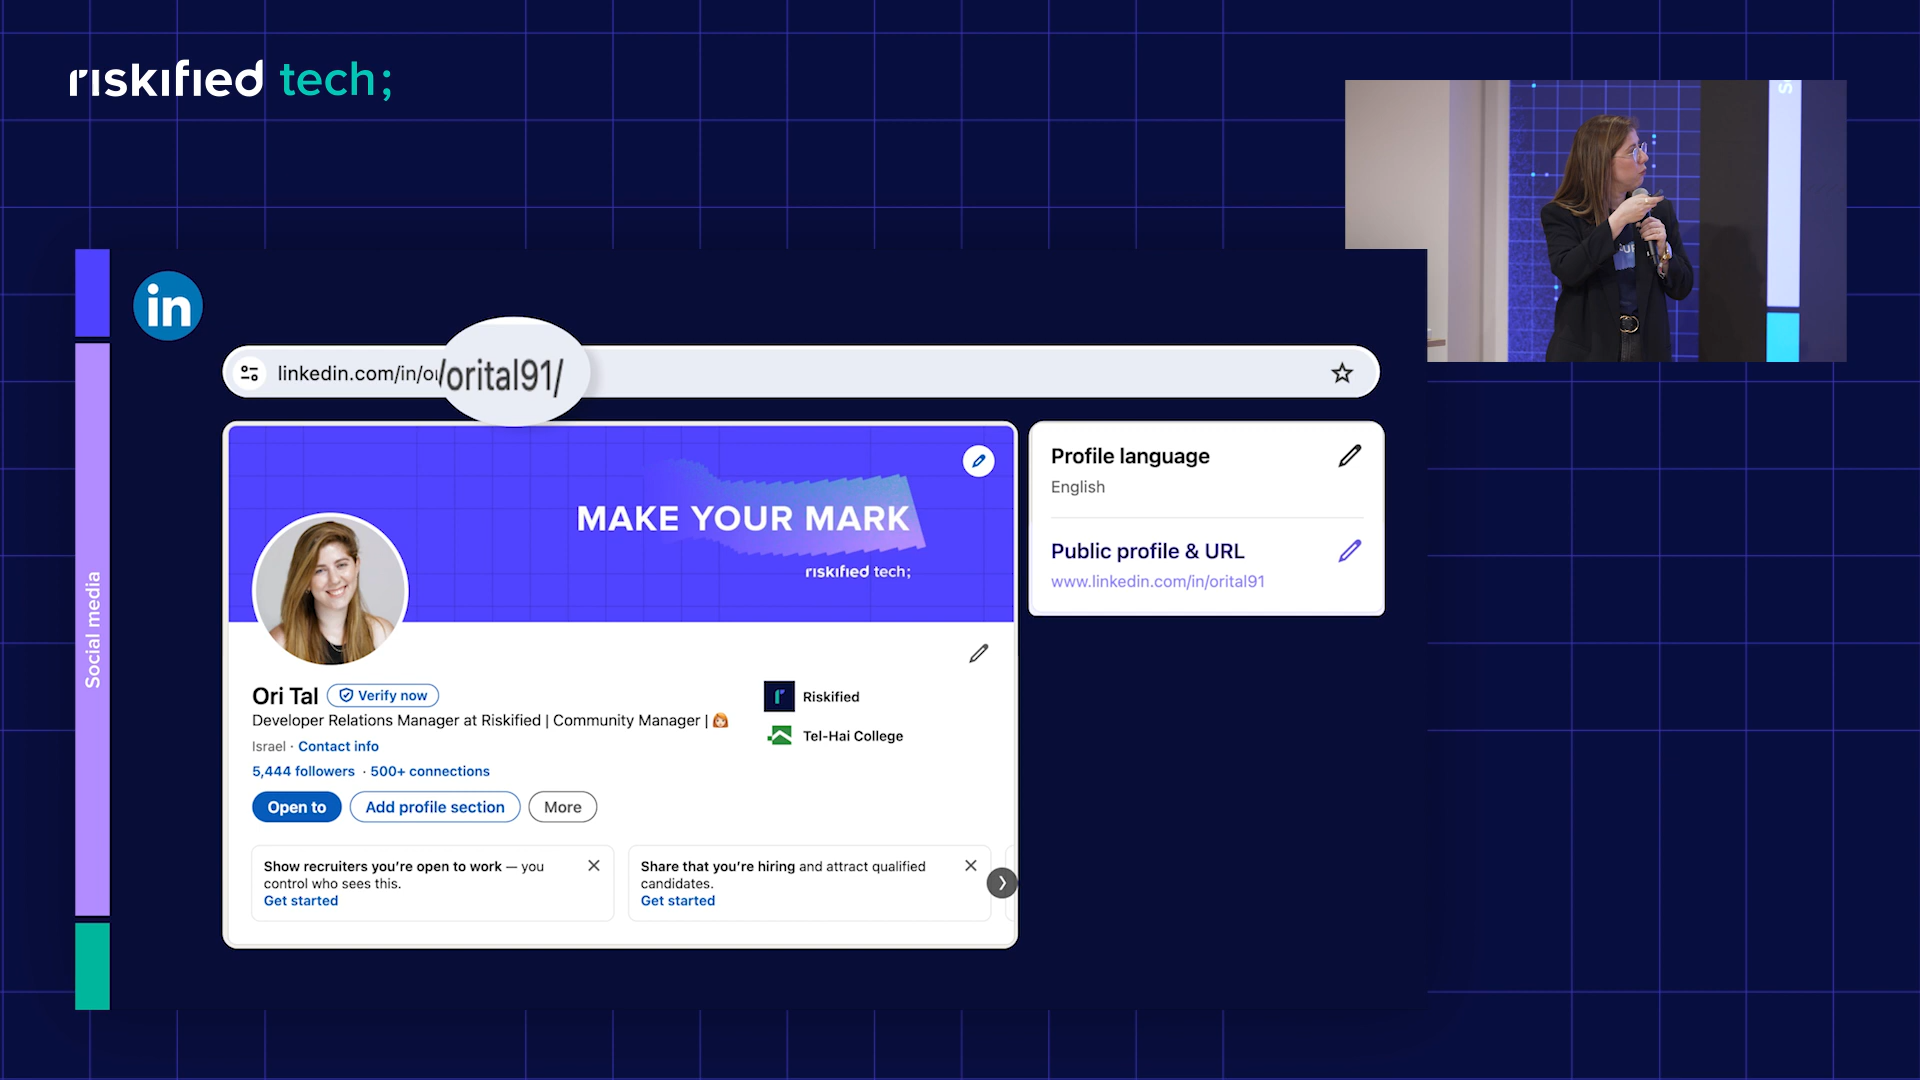 riskified tech;
in
linkedin.com/in/
/orital91/
Social media
MAKE YOUR MARK
riskified tech;
Ori Tal
Verify now
Developer Relations Manager at Riskified | Community Manager |
Israel · Contact info
5,444 followers · 500+ connections
Open to
Add profile section
More
Riskified
Tel-Hai College
Show recruiters you're open to work — you
control who sees this.
Get started
Share that you're hiring and attract qualified
candidates.
Get started
Profile language
English
Public profile & URL
www.linkedin.com/in/orital91